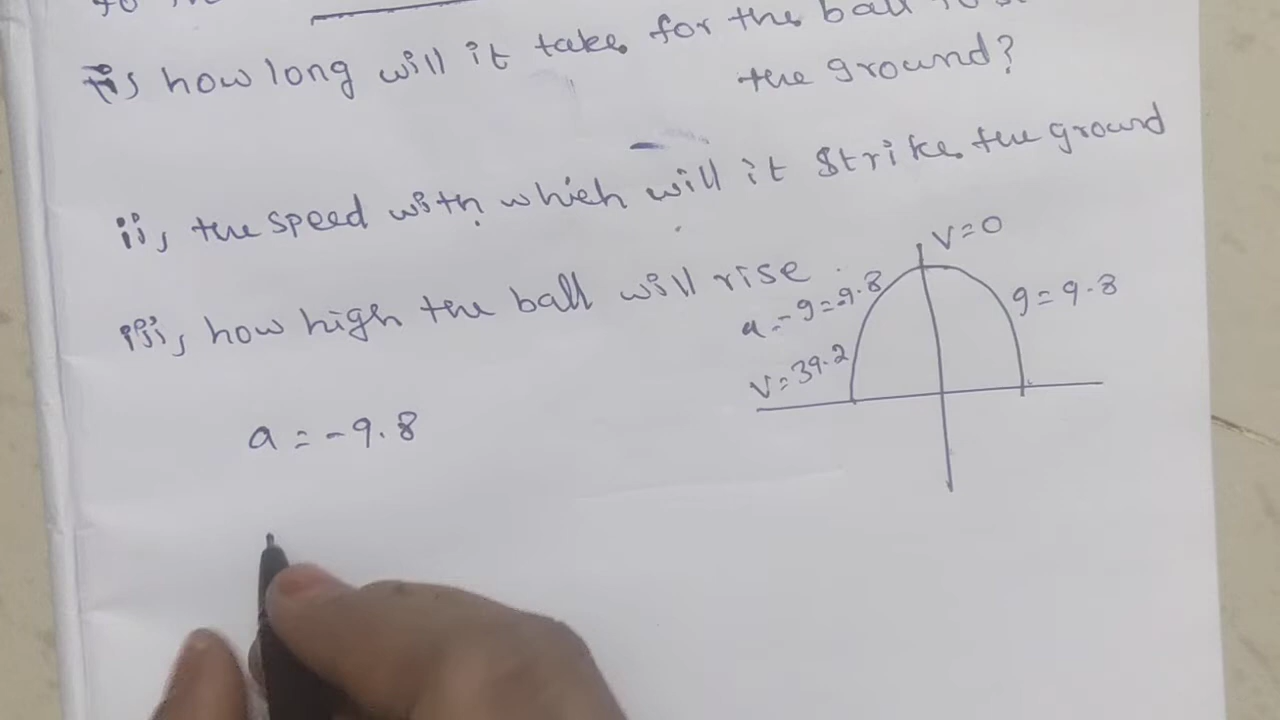 how long will it take for the ball
the ground?
ii, the speed with which will it strike the ground
iii, how high the ball will rise
V=0
a=-g=9.8
g=9.8
V=39.2
a=-9.8